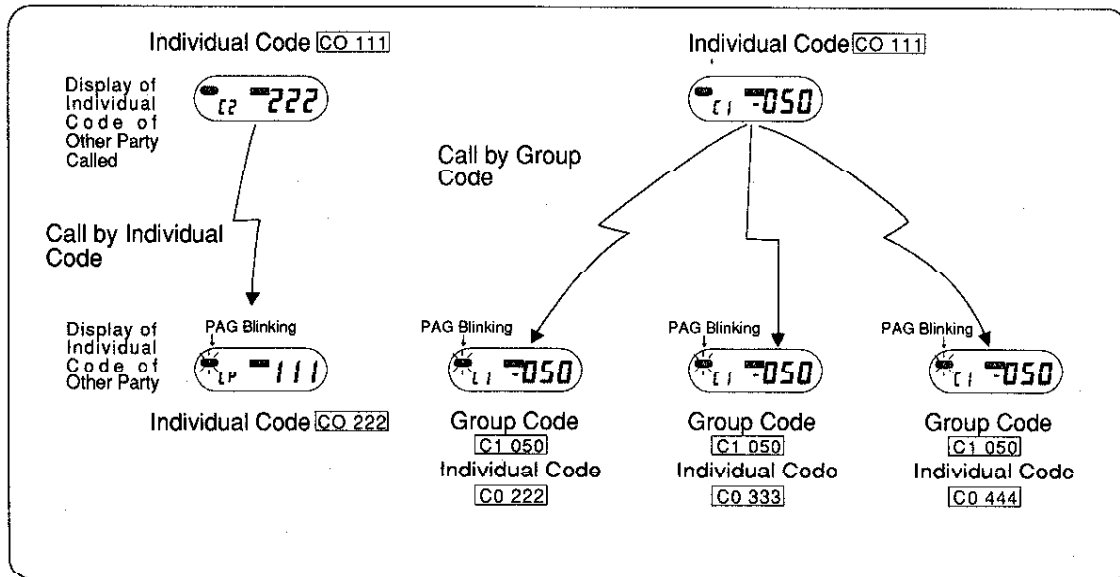 Individual Code CO 111
Display of
Individual
Code of
Other Party
Called
C2 222
Call by Individual
Code
Display of
Individual
Code of
Other Party
PAG Blinking
CP 111
Individual Code CO 222
Individual Code CO 111
C1 -050
Call by Group
Code
PAG Blinking
C1 -050
Group Code
C1 050
Individual Code
C0 222
PAG Blinking
C1 -050
Group Code
C1 050
Individual Code
C0 333
PAG Blinking
C1 -050
Group Code
C1 050
Individual Code
C0 444